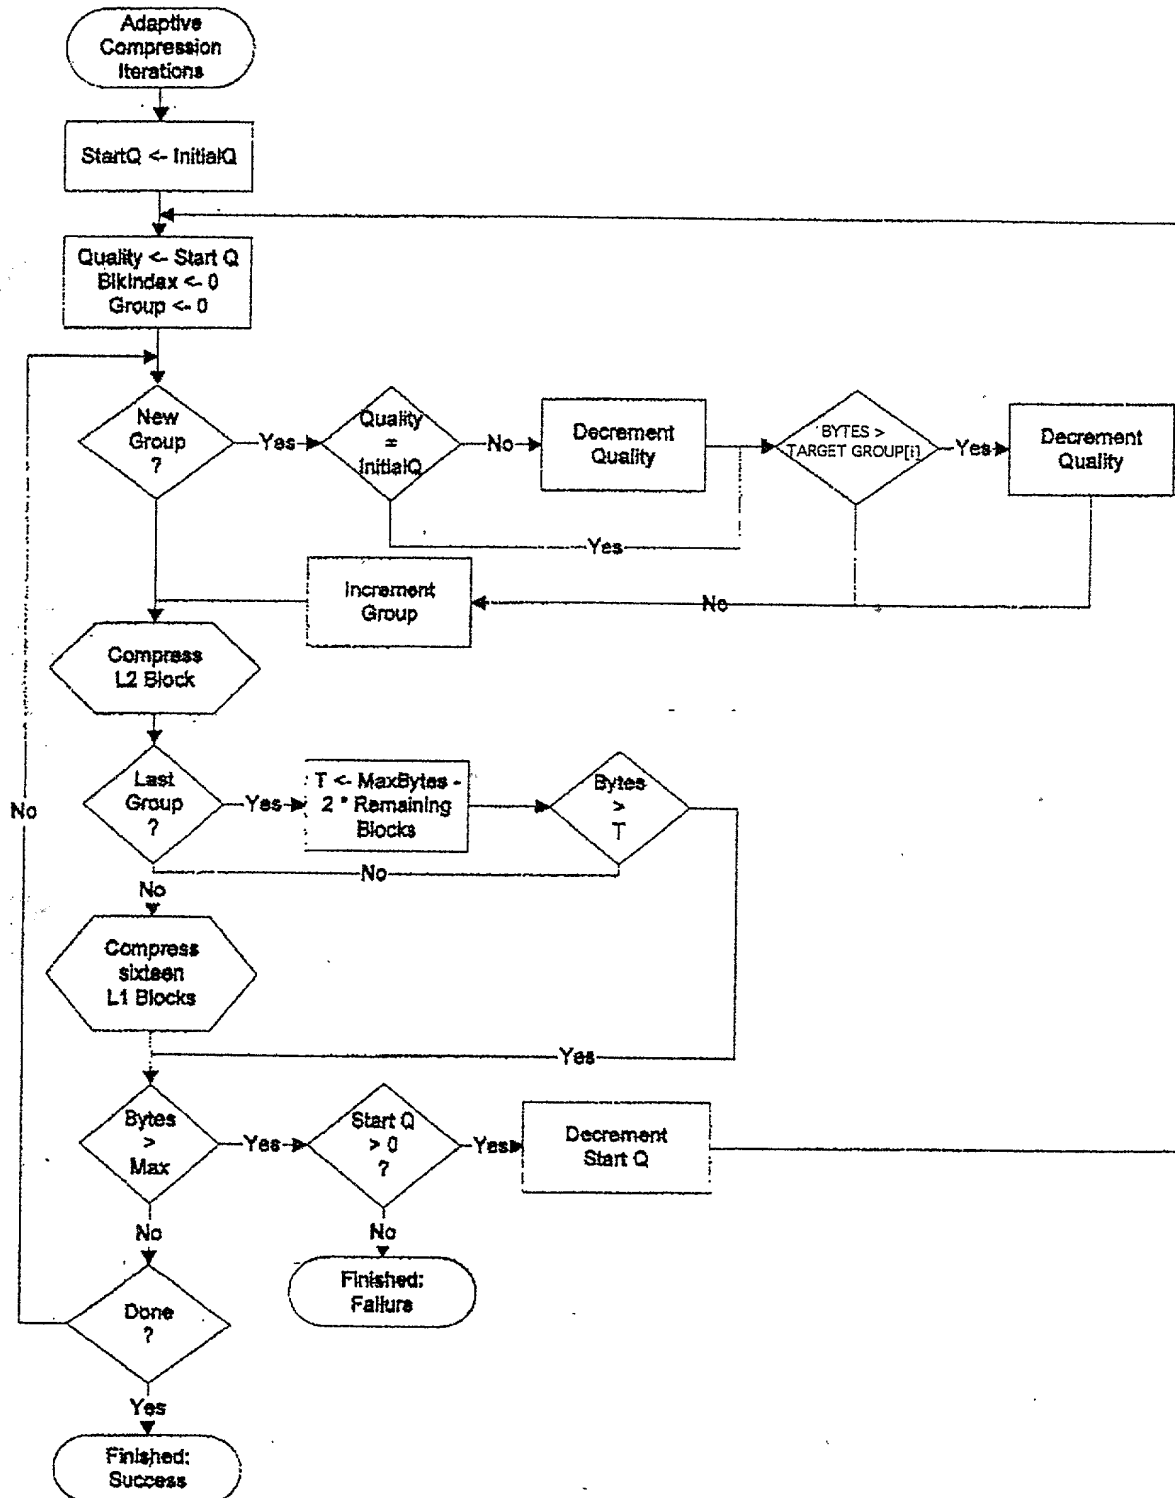 Adaptive
Compression
Iterations
StartQ <- InitialQ
Quality <- Start Q
BlkIndex <- 0
Group <- 0
New
Group
?
Yes
Quality
=
InitialQ
No
Decrement
Quality
BYTES >
TARGET GROUP[i]
Yes
Decrement
Quality
Yes
Increment
Group
No
Compress
L2 Block
Last
Group
?
Yes
T <- MaxBytes -
2 * Remaining
Blocks
Bytes
>
T
No
No
No
Compress
sixteen
L1 Blocks
Yes
Bytes
>
Max
Yes
Start Q
> 0
?
Yes
Decrement
Start Q
No
No
Finished:
Failure
Done
?
Yes
Finished:
Success